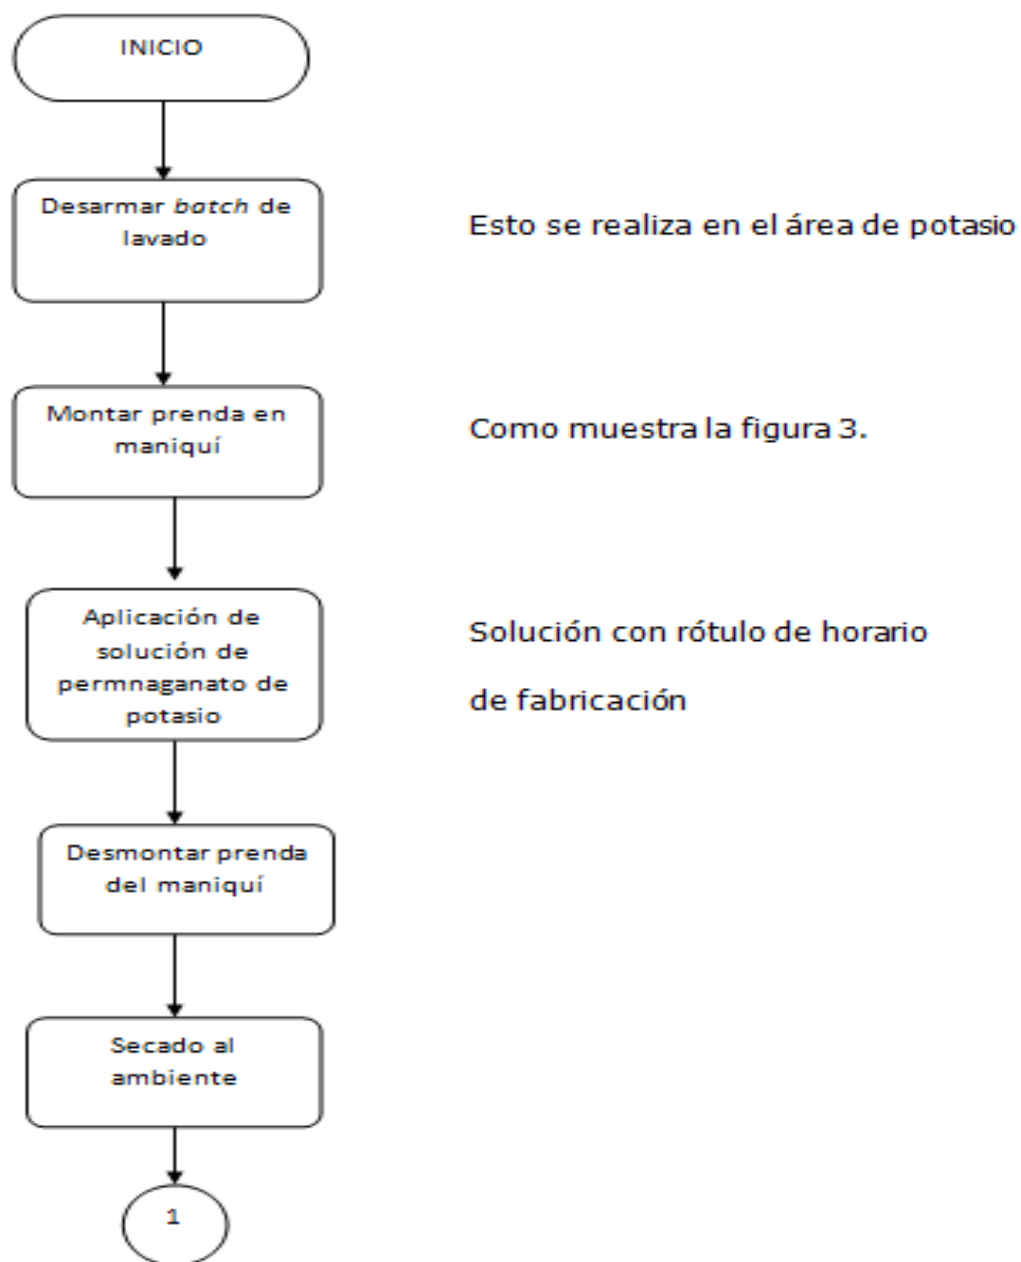 INICIO
Desarmar batch de
lavado
Esto se realiza en el área de potasio
Montar prenda en
maniquí
Como muestra la figura 3.
Aplicación de
solución de
permnaganato de
potasio
Solución con rótulo de horario
de fabricación
Desmontar prenda
del maniquí
Secado al
ambiente
1